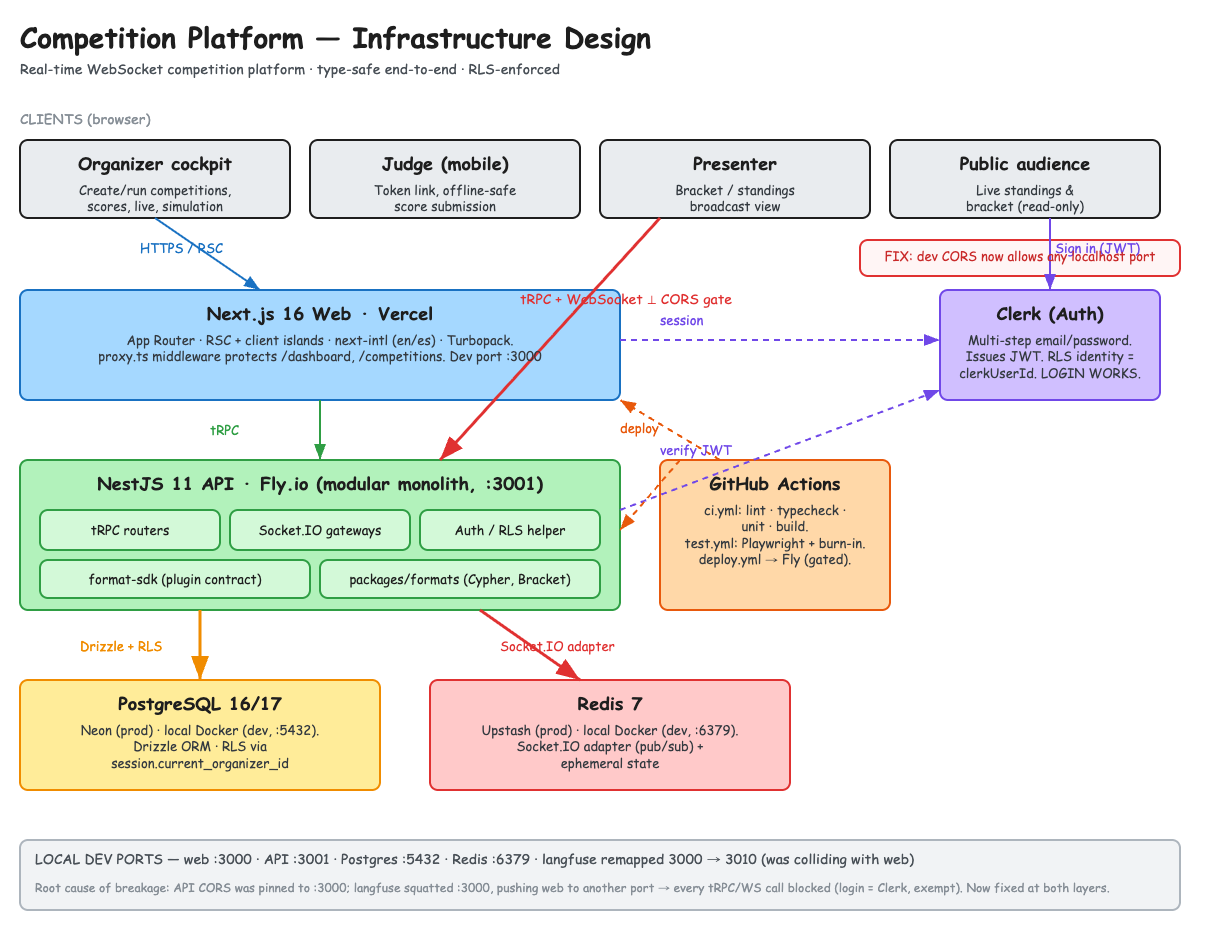 Competition Platform — Infrastructure Design
Real-time WebSocket competition platform · type-safe end-to-end · RLS-enforced
CLIENTS (browser)
Organizer cockpit
Create/run competitions,
scores, live, simulation
Judge (mobile)
Token link, offline-safe
score submission
Presenter
Bracket / standings
broadcast view
Public audience
Live standings &
bracket (read-only)
HTTPS / RSC
Sign in (JWT)
FIX: dev CORS now allows any localhost port
tRPC + WebSocket ⟂ CORS gate
session
Next.js 16 Web · Vercel
App Router · RSC + client islands · next-intl (en/es) · Turbopack.
proxy.ts middleware protects /dashboard, /competitions. Dev port :3000
Clerk (Auth)
Multi-step email/password.
Issues JWT. RLS identity =
clerkUserId. LOGIN WORKS.
tRPC
deploy
verify JWT
NestJS 11 API · Fly.io (modular monolith, :3001)
tRPC routers
Socket.IO gateways
Auth / RLS helper
format-sdk (plugin contract)
packages/formats (Cypher, Bracket)
GitHub Actions
ci.yml: lint · typecheck ·
unit · build.
test.yml: Playwright + burn-in.
deploy.yml → Fly (gated).
Drizzle + RLS
Socket.IO adapter
PostgreSQL 16/17
Neon (prod) · local Docker (dev, :5432).
Drizzle ORM · RLS via
session.current_organizer_id
Redis 7
Upstash (prod) · local Docker (dev, :6379).
Socket.IO adapter (pub/sub) +
ephemeral state
LOCAL DEV PORTS — web :3000 · API :3001 · Postgres :5432 · Redis :6379 · langfuse remapped 3000 → 3010 (was colliding with web)
Root cause of breakage: API CORS was pinned to :3000; langfuse squatted :3000, pushing web to another port → every tRPC/WS call blocked (login = Clerk, exempt). Now fixed at both layers.